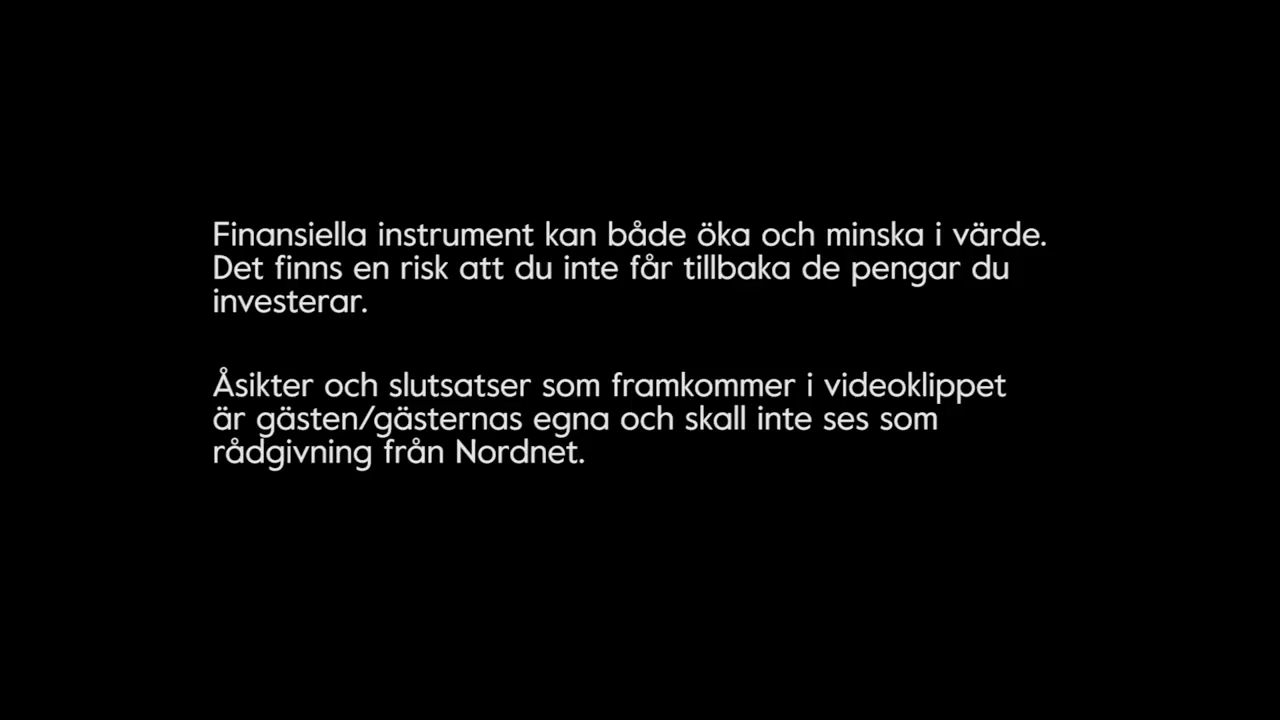 Finansiella instrument kan både öka och minska i värde.
Det finns en risk att du inte får tillbaka de pengar du
investerar.
Åsikter och slutsatser som framkommer i videoklippet
är gästen/gästernas egna och skall inte ses som
rådgivning från Nordnet.